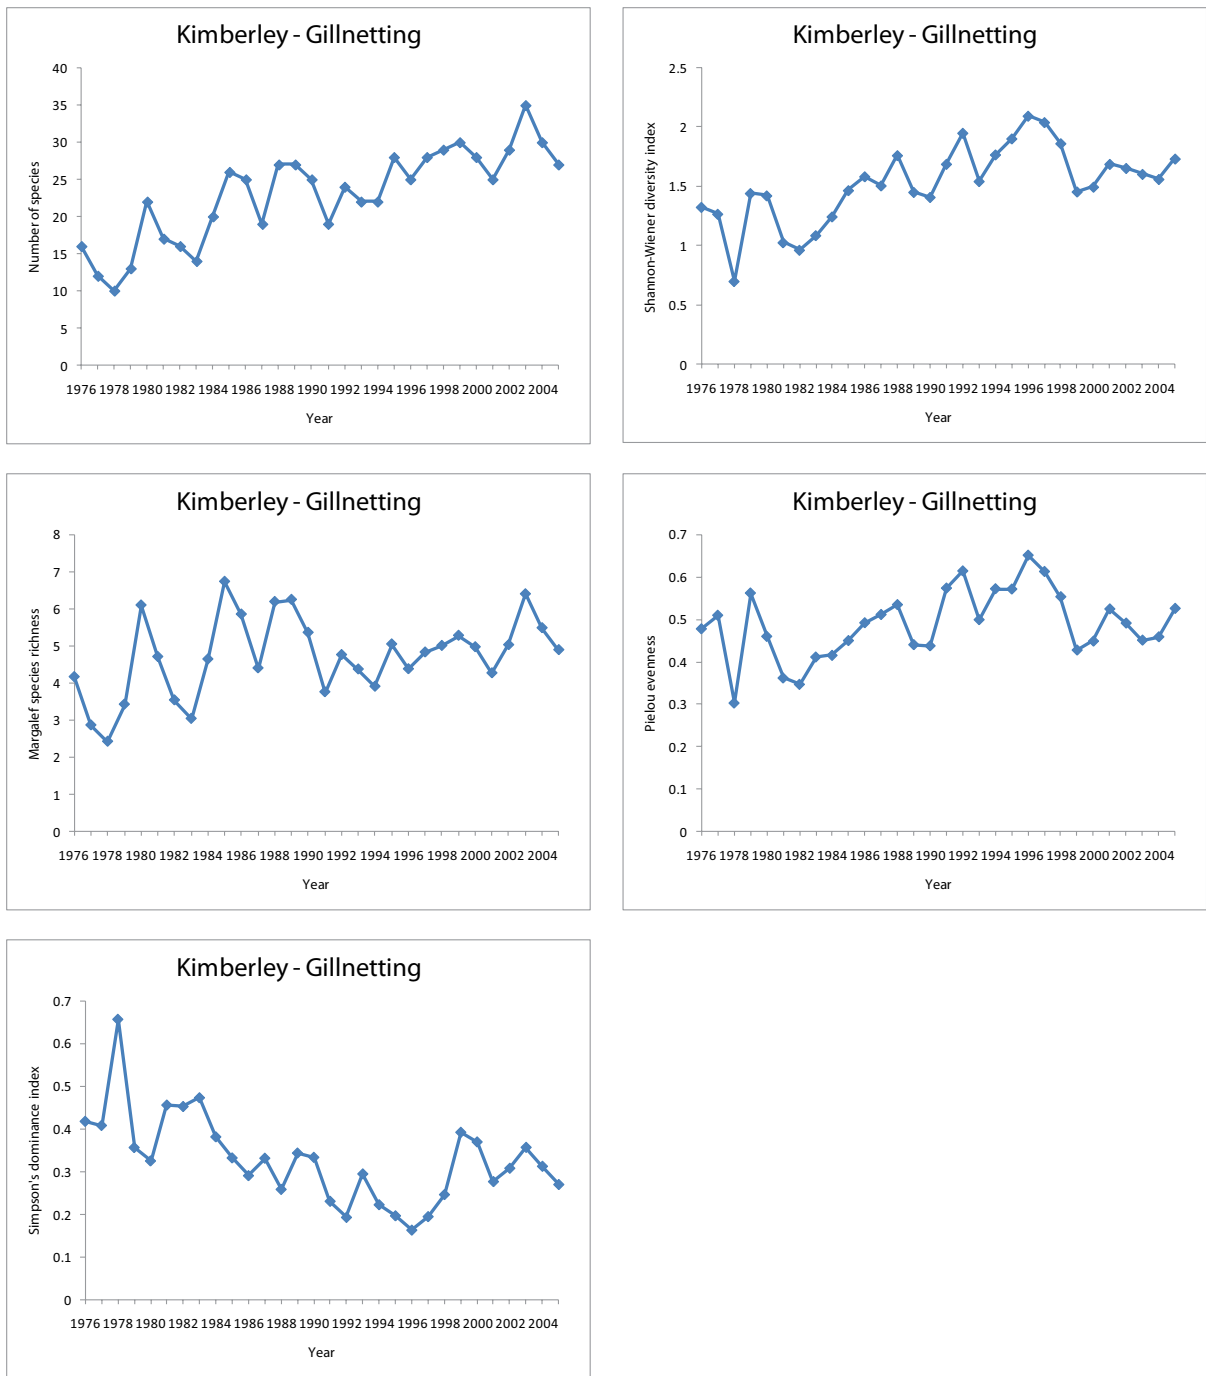 Kimberley - Gillnetting
Number of species
40
35
30
25
20
15
10
5
0
1976 1978 1980 1982 1984 1986 1988 1990 1992 1994 1996 1998 2000 2002 2004
Year
Kimberley - Gillnetting
Shannon-Wiener diversity index
2.5
2
1.5
1
0.5
0
1976 1978 1980 1982 1984 1986 1988 1990 1992 1994 1996 1998 2000 2002 2004
Year
Kimberley - Gillnetting
Margalef species richness
8
7
6
5
4
3
2
1
0
1976 1978 1980 1982 1984 1986 1988 1990 1992 1994 1996 1998 2000 2002 2004
Year
Kimberley - Gillnetting
Pielou evenness
0.7
0.6
0.5
0.4
0.3
0.2
0.1
0
1976 1978 1980 1982 1984 1986 1988 1990 1992 1994 1996 1998 2000 2002 2004
Year
Kimberley - Gillnetting
Simpson's dominance index
0.7
0.6
0.5
0.4
0.3
0.2
0.1
0
1976 1978 1980 1982 1984 1986 1988 1990 1992 1994 1996 1998 2000 2002 2004
Year